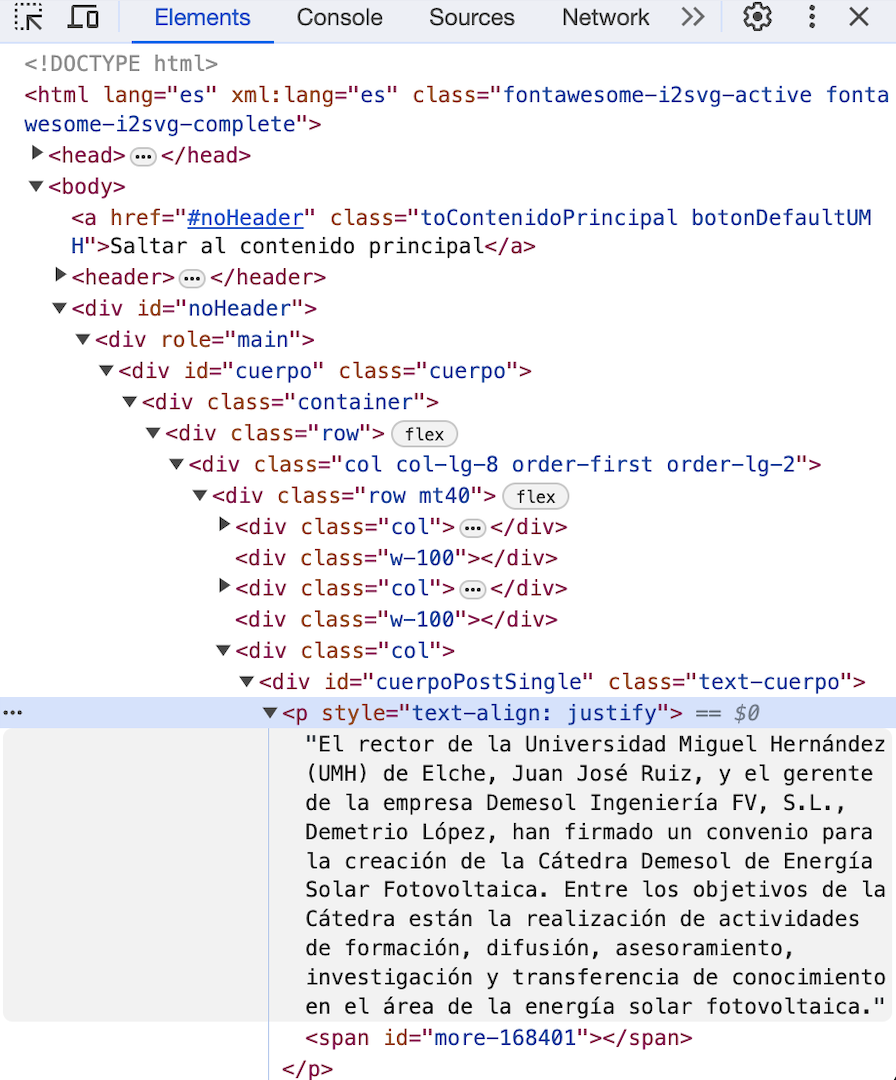 Elements Console Sources Network
<!DOCTYPE html>
<html lang="es" xml:lang="es" class="fontawesome-i2svg-active fonta
wesome-i2svg-complete">
<head> … </head>
<body>
<a href="#noHeader" class="toContenidoPrincipal botonDefaultUM
H">Saltar al contenido principal</a>
<header> … </header>
<div id="noHeader">
<div role="main">
<div id="cuerpo" class="cuerpo">
<div class="container">
<div class="row"> flex
<div class="col col-lg-8 order-first order-lg-2">
<div class="row mt40"> flex
<div class="col"> … </div>
<div class="w-100"></div>
<div class="col"> … </div>
<div class="w-100"></div>
<div class="col">
<div id="cuerpoPostSingle" class="text-cuerpo">
… <p style="text-align: justify"> == $0
"El rector de la Universidad Miguel Hernández
(UMH) de Elche, Juan José Ruiz, y el gerente
de la empresa Demesol Ingeniería FV, S.L.,
Demetrio López, han firmado un convenio para
la creación de la Cátedra Demesol de Energía
Solar Fotovoltaica. Entre los objetivos de la
Cátedra están la realización de actividades
de formación, difusión, asesoramiento,
investigación y transferencia de conocimiento
en el área de la energía solar fotovoltaica."
<span id="more-168401"></span>
</p>